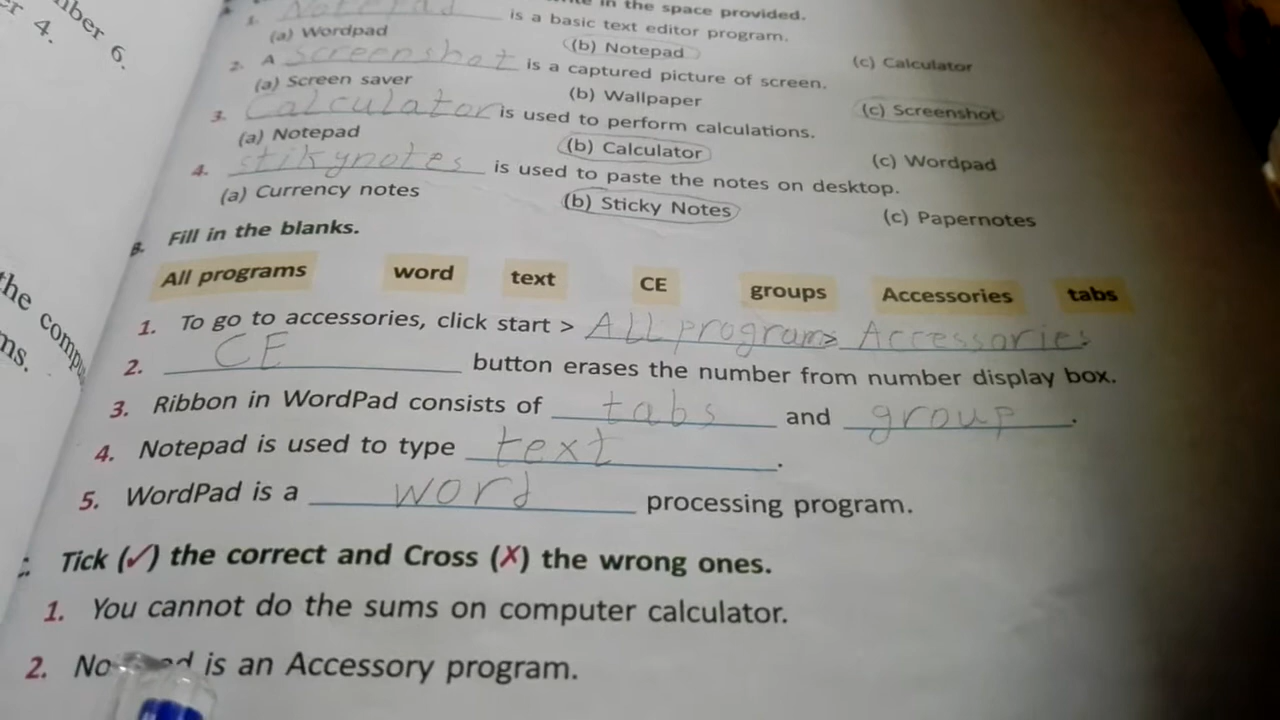 er 4.
mber 6.
in the space provided.
1. Notepad is a basic text editor program.
(a) Wordpad (b) Notepad (c) Calculator
2. A screenshot is a captured picture of screen.
(a) Screen saver (b) Wallpaper (c) Screenshot
3. Calculator is used to perform calculations.
(a) Notepad (b) Calculator (c) Wordpad
4. stikynotes is used to paste the notes on desktop.
(a) Currency notes (b) Sticky Notes (c) Papernotes
B. Fill in the blanks.
All programs word text CE groups Accessories tabs
1. To go to accessories, click start > ALL programs > Accessories
2. CE button erases the number from number display box.
3. Ribbon in WordPad consists of tabs and group.
4. Notepad is used to type text.
5. WordPad is a word processing program.
Tick (✓) the correct and Cross (✗) the wrong ones.
1. You cannot do the sums on computer calculator.
2. is an Accessory program.
the compu
ms.